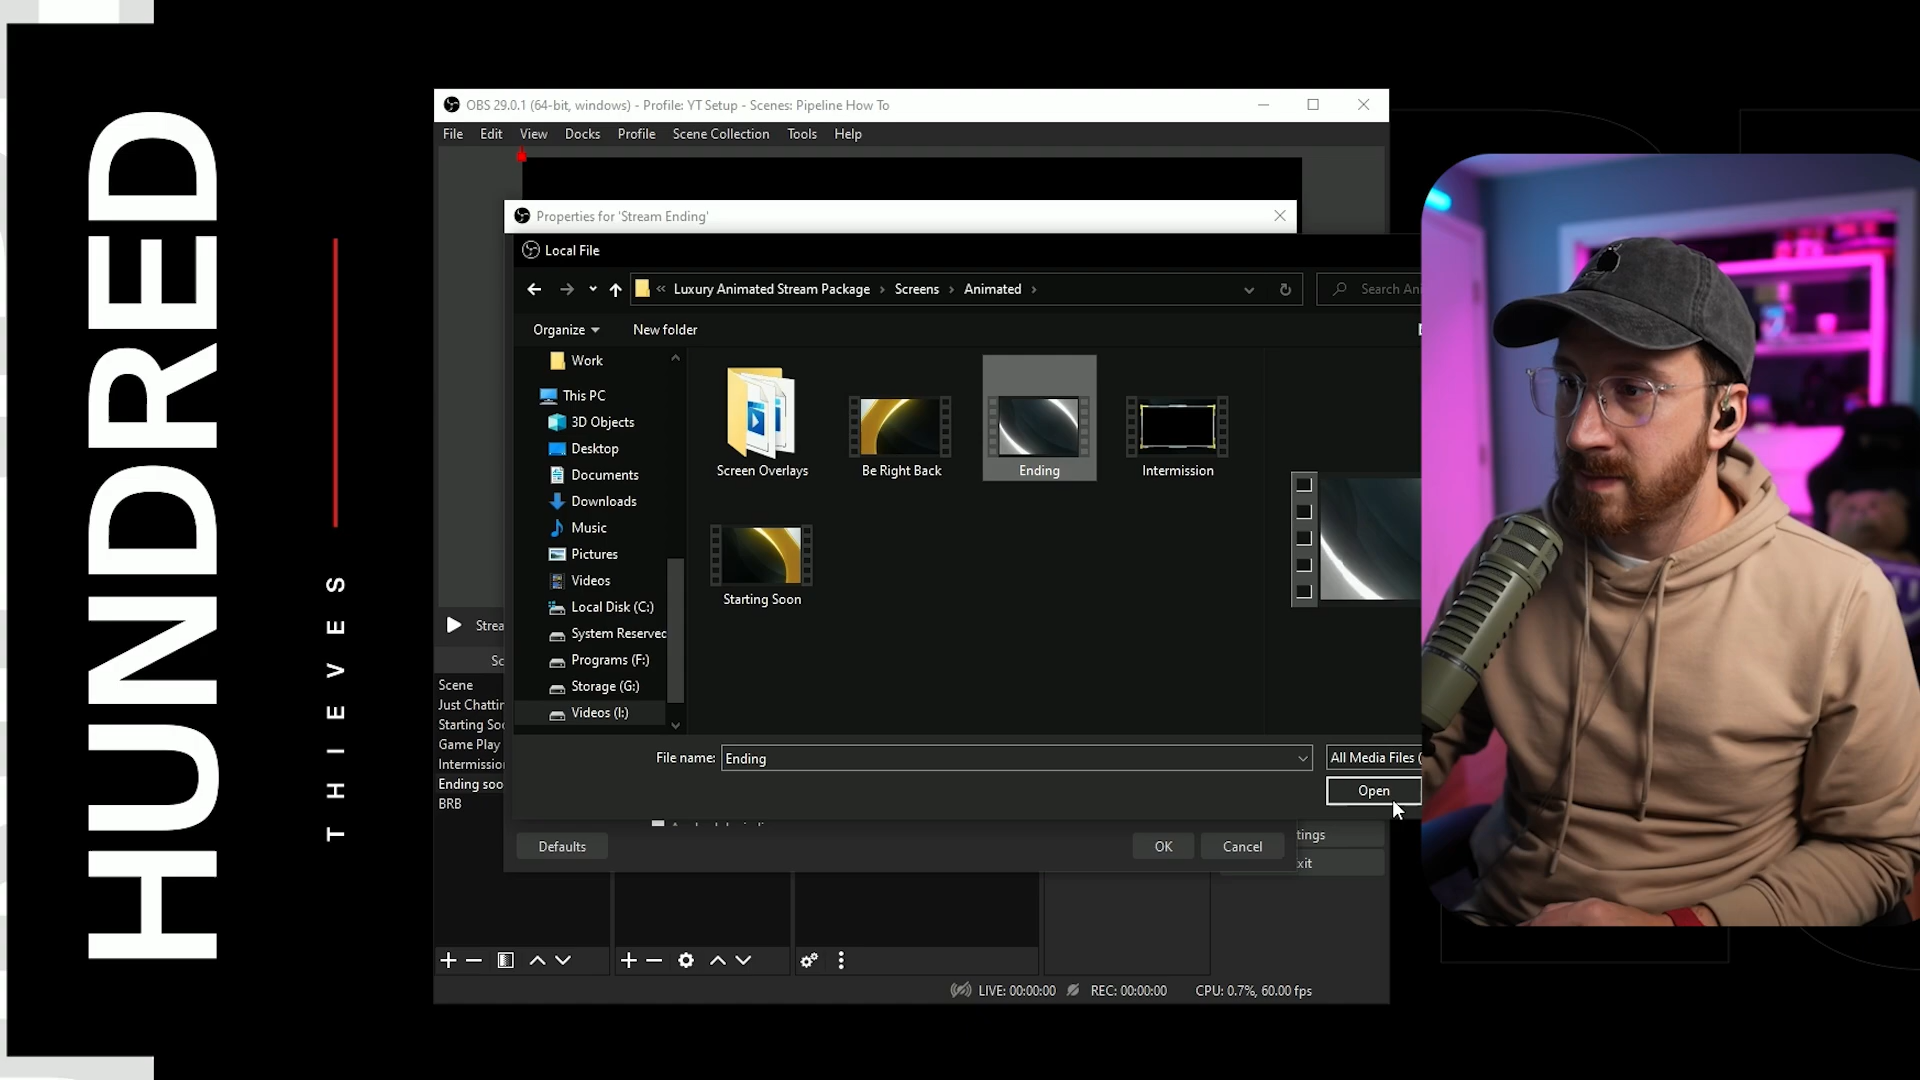 HUNDRED
THIEVES
OBS 29.0.1 (64-bit, windows) - Profile: YT Setup - Scenes: Pipeline How To
File Edit View Docks Profile Scene Collection Tools Help
Properties for 'Stream Ending'
Local File
« Luxury Animated Stream Package › Screens › Animated ›
Search Ani
Organize
New folder
Work
This PC
3D Objects
Desktop
Documents
Downloads
Music
Pictures
Videos
Local Disk (C:)
System Reserved
Programs (F:)
Storage (G:)
Videos (I:)
Screen Overlays
Be Right Back
Ending
Intermission
Starting Soon
Strea
Sc
Scene
Just Chattin
Starting Soo
Game Play
Intermission
Ending soo
BRB
File name: Ending
All Media Files (
Open
Defaults
OK
Cancel
tings
xit
LIVE: 00:00:00
REC: 00:00:00
CPU: 0.7%, 60.00 fps